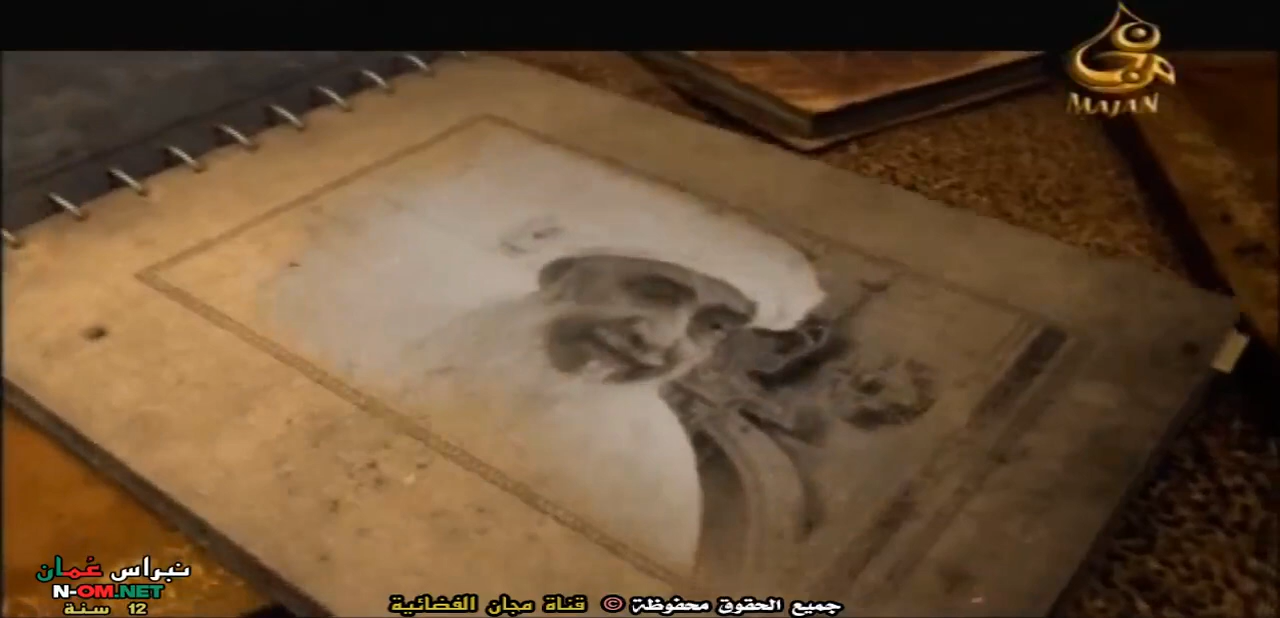 مجان
MAJAN
نبراس عُمان
N-OM.NET
12 سنة
جميع الحقوق محفوظة © قناة مجان الفضائية